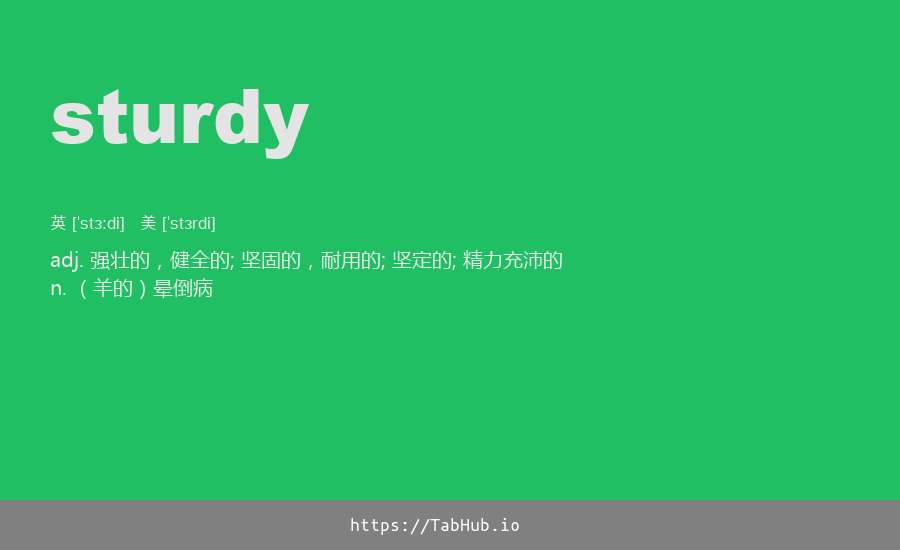 sturdy
英 [ˈstɜːdi] 美 [ˈstɜrdi]
adj. 强壮的，健全的; 坚固的，耐用的; 坚定的; 精力充沛的
n. （羊的）晕倒病
https://TabHub.io